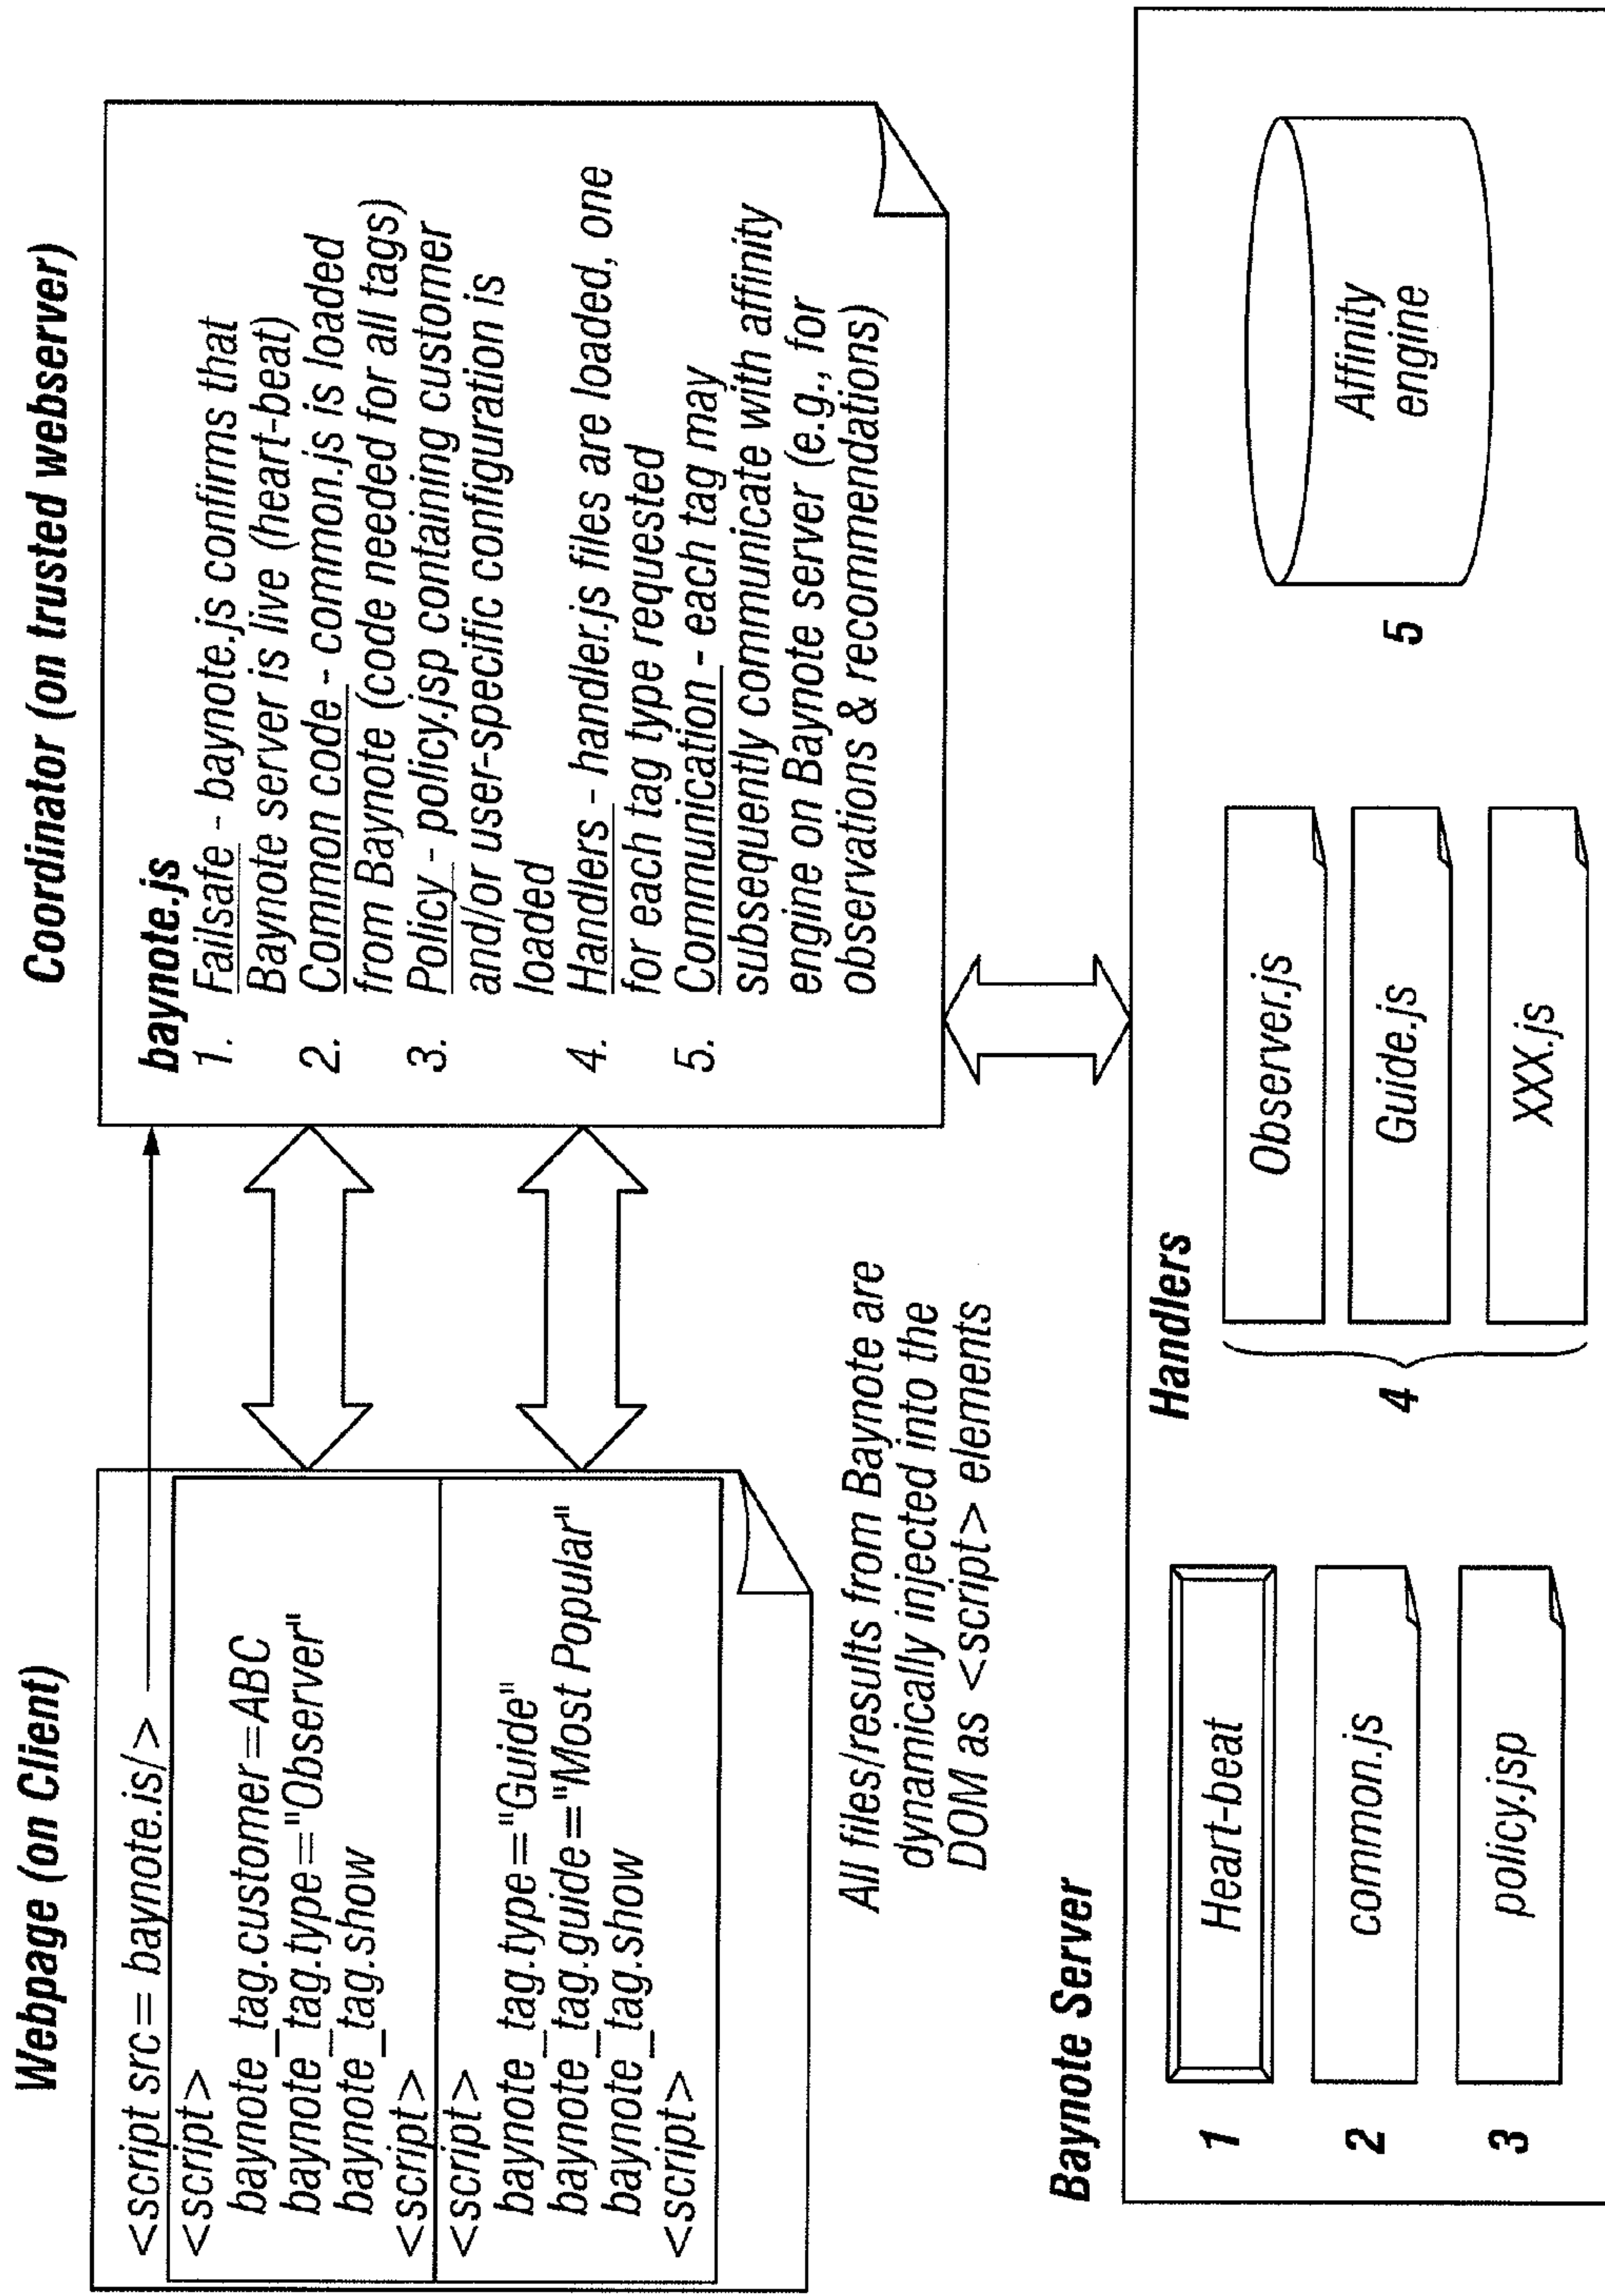 Webpage (on Client)
<script src= baynote.is/>
<script>
baynote_tag.customer=ABC
baynote_tag.type="Observer"
baynote_tag.show
<script>
<script>
baynote_tag.type="Guide"
baynote_tag.guide="Most Popular"
baynote_tag.show
<script>
All files/results from Baynote are
dynamically injected into the
DOM as <script> elements
Coordinator (on trusted webserver)
baynote.js
1. Failsafe - baynote.js confirms that
Baynote server is live (heart-beat)
2. Common code - common.js is loaded
from Baynote (code needed for all tags)
3. Policy - policy.jsp containing customer
and/or user-specific configuration is
loaded
4. Handlers - handler.js files are loaded, one
for each tag type requested
5. Communication - each tag may
subsequently communicate with affinity
engine on Baynote server (e.g., for
observations & recommendations)
Baynote Server
1 Heart-beat
2 common.js
3 policy.jsp
Handlers
4
Observer.js
Guide.js
XXX.js
5
Affinity
engine